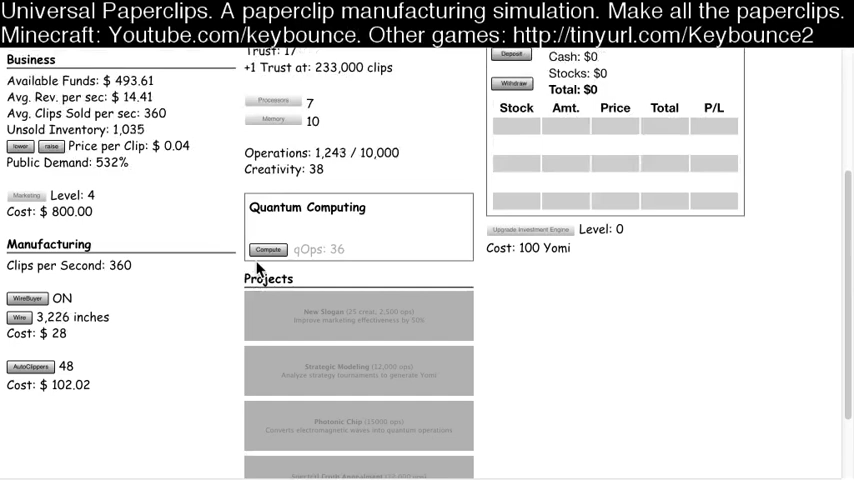 Universal Paperclips. A paperclip manufacturing simulation. Make all the paperclips.
Minecraft: Youtube.com/keybounce. Other games: http://tinyurl.com/Keybounce2
Business
Available Funds: $ 493.61
Avg. Rev. per sec: $ 14.41
Avg. Clips Sold per sec: 360
Unsold Inventory: 1,035
lower raise Price per Clip: $ 0.04
Public Demand: 532%
Marketing Level: 4
Cost: $ 800.00
Manufacturing
Clips per Second: 360
WireBuyer ON
Wire 3,226 inches
Cost: $ 28
AutoClippers 48
Cost: $ 102.02
Trust: 17
+1 Trust at: 233,000 clips
Processors 7
Memory 10
Operations: 1,243 / 10,000
Creativity: 38
Quantum Computing
Compute qOps: 36
Projects
New Slogan (25 creat, 2,500 ops)
Improve marketing effectiveness by 50%
Strategic Modeling (12,000 ops)
Analyze strategy tournaments to generate Yomi
Photonic Chip (15000 ops)
Converts electromagnetic waves into quantum operations
Deposit Cash: $0
Stocks: $0
Withdraw Total: $0
Stock Amt. Price Total P/L
Upgrade Investment Engine Level: 0
Cost: 100 Yomi